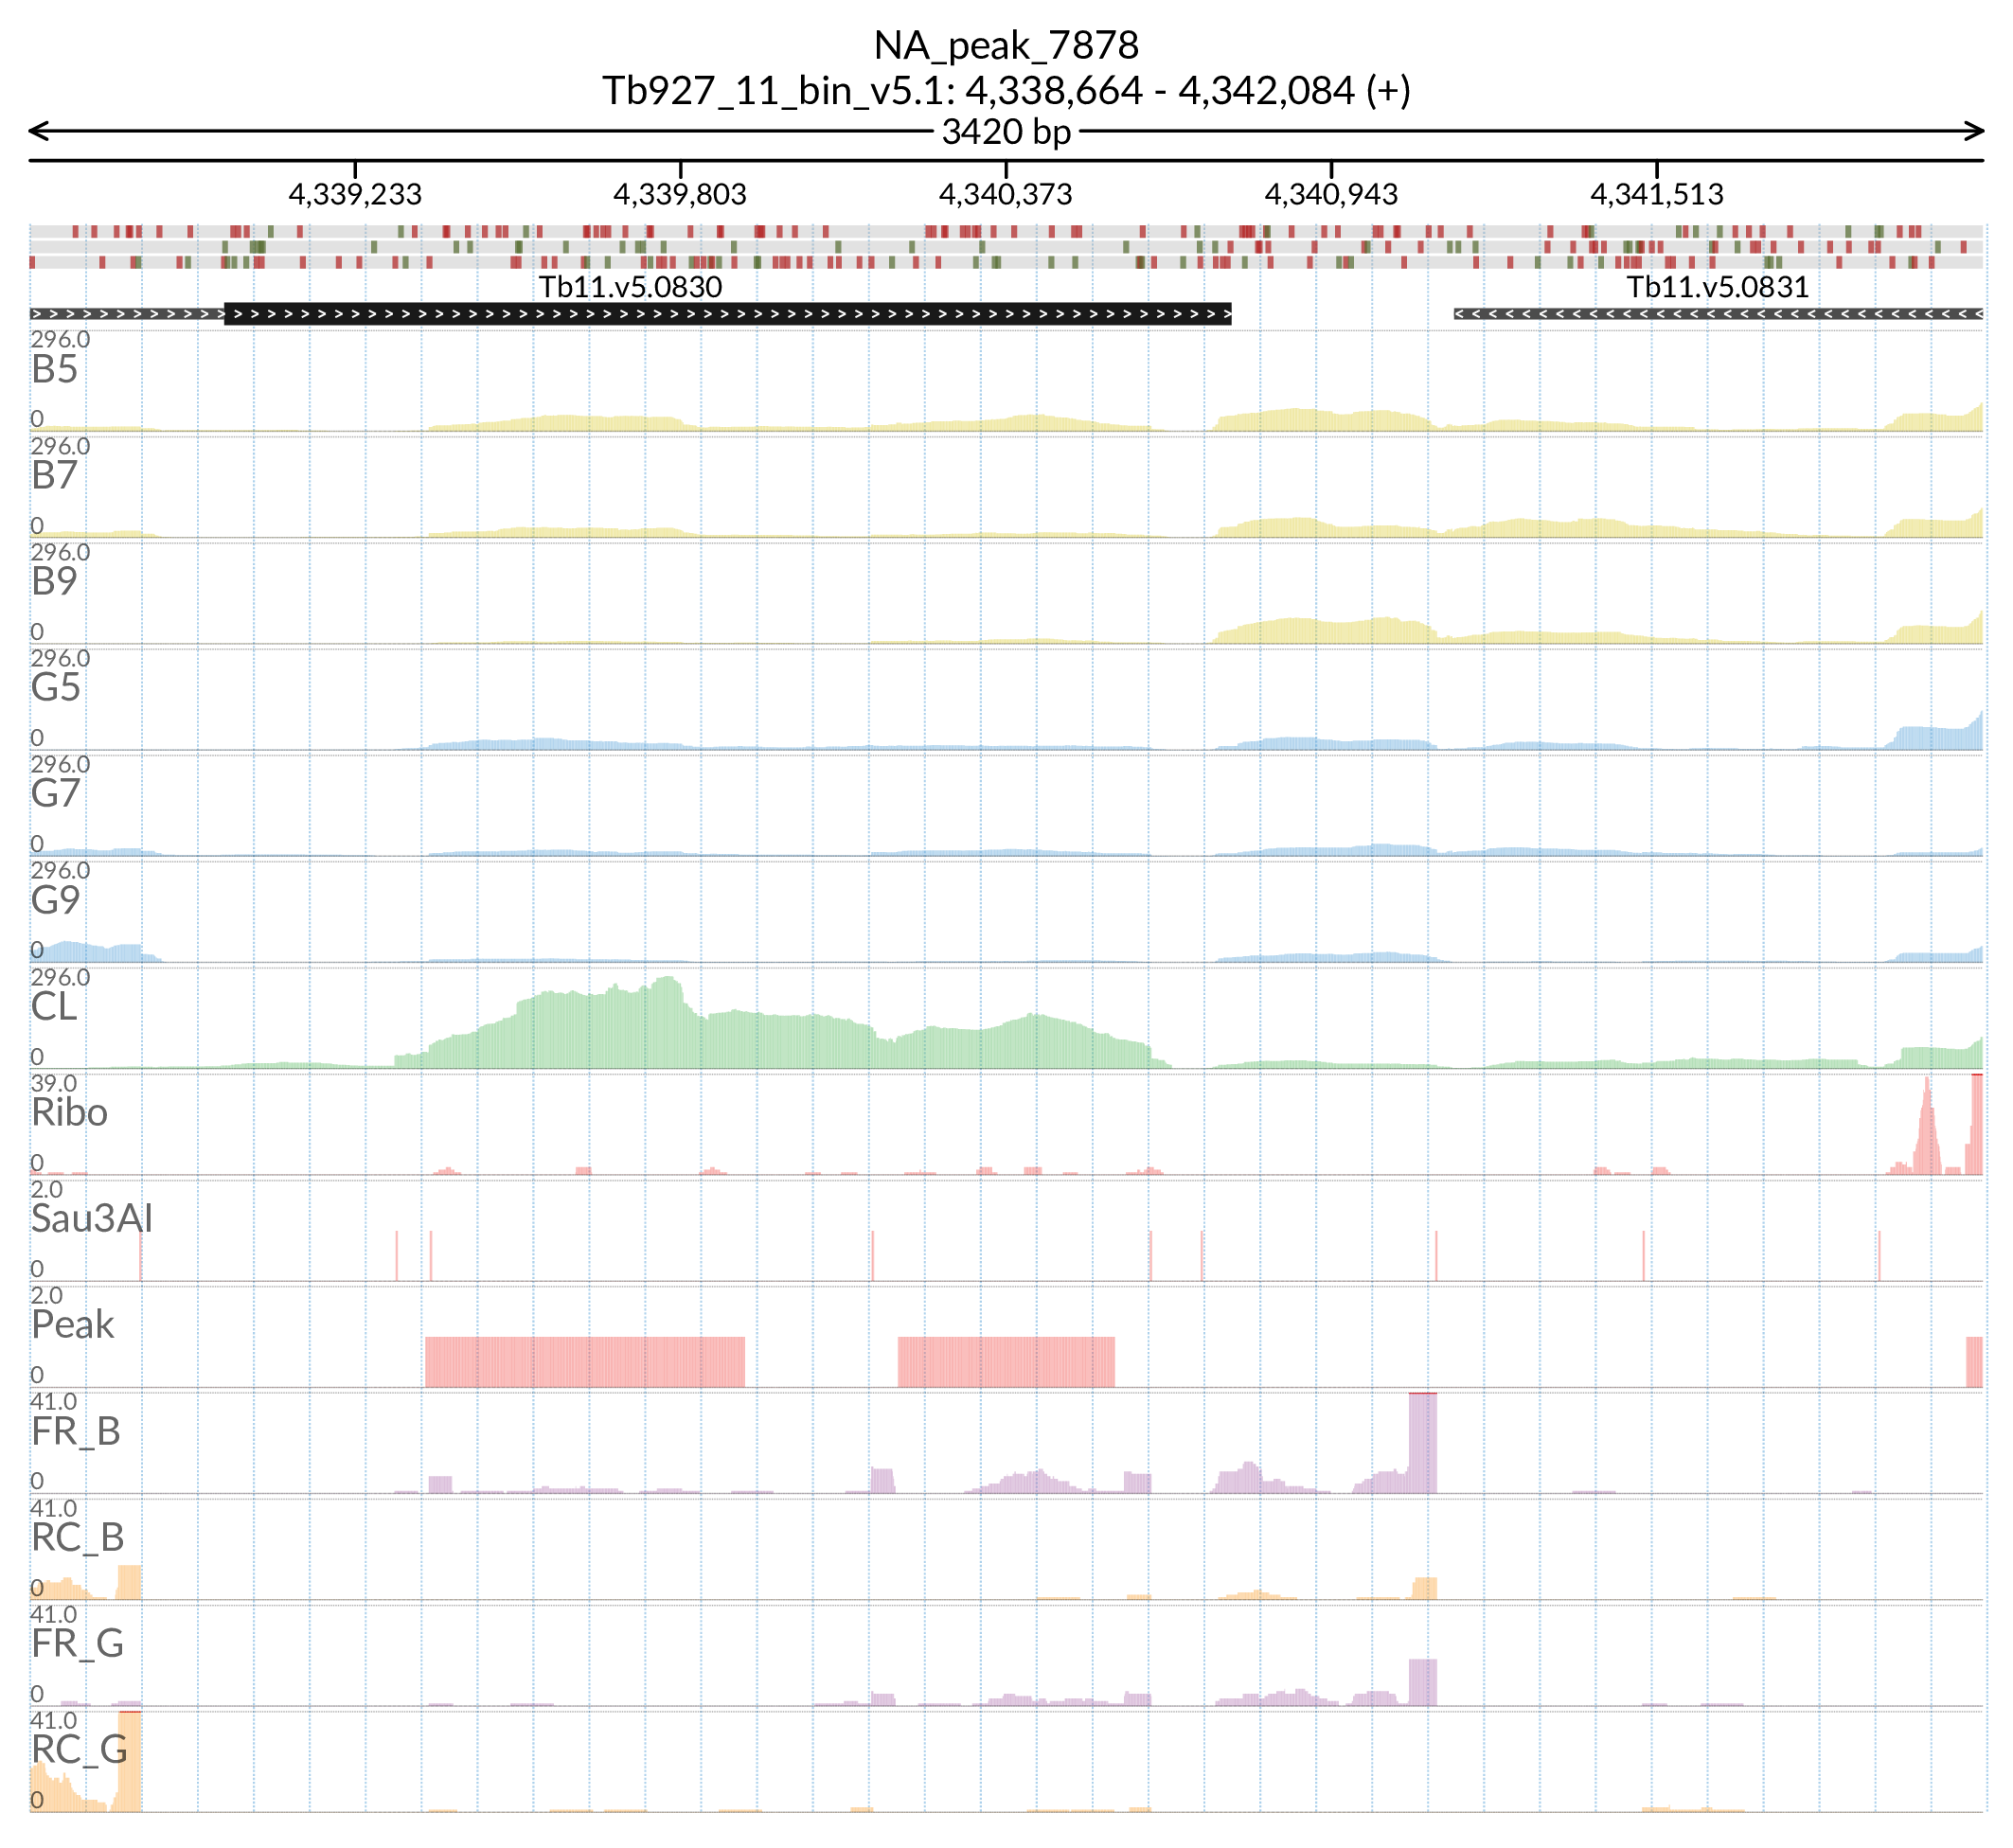 NA_peak_7878
Tb927_11_bin_v5.1: 4,338,664 - 4,342,084 (+)
3420 bp
4,339,233 4,339,803 4,340,373 4,340,943 4,341,513
Tb11.v5.0830 Tb11.v5.0831
296.0
B5
0
296.0
B7
0
296.0
B9
0
296.0
G5
0
296.0
G7
0
296.0
G9
0
296.0
CL
0
39.0
Ribo
0
2.0
Sau3AI
0
2.0
Peak
0
41.0
FR_B
0
41.0
RC_B
0
41.0
FR_G
0
41.0
RC_G
0